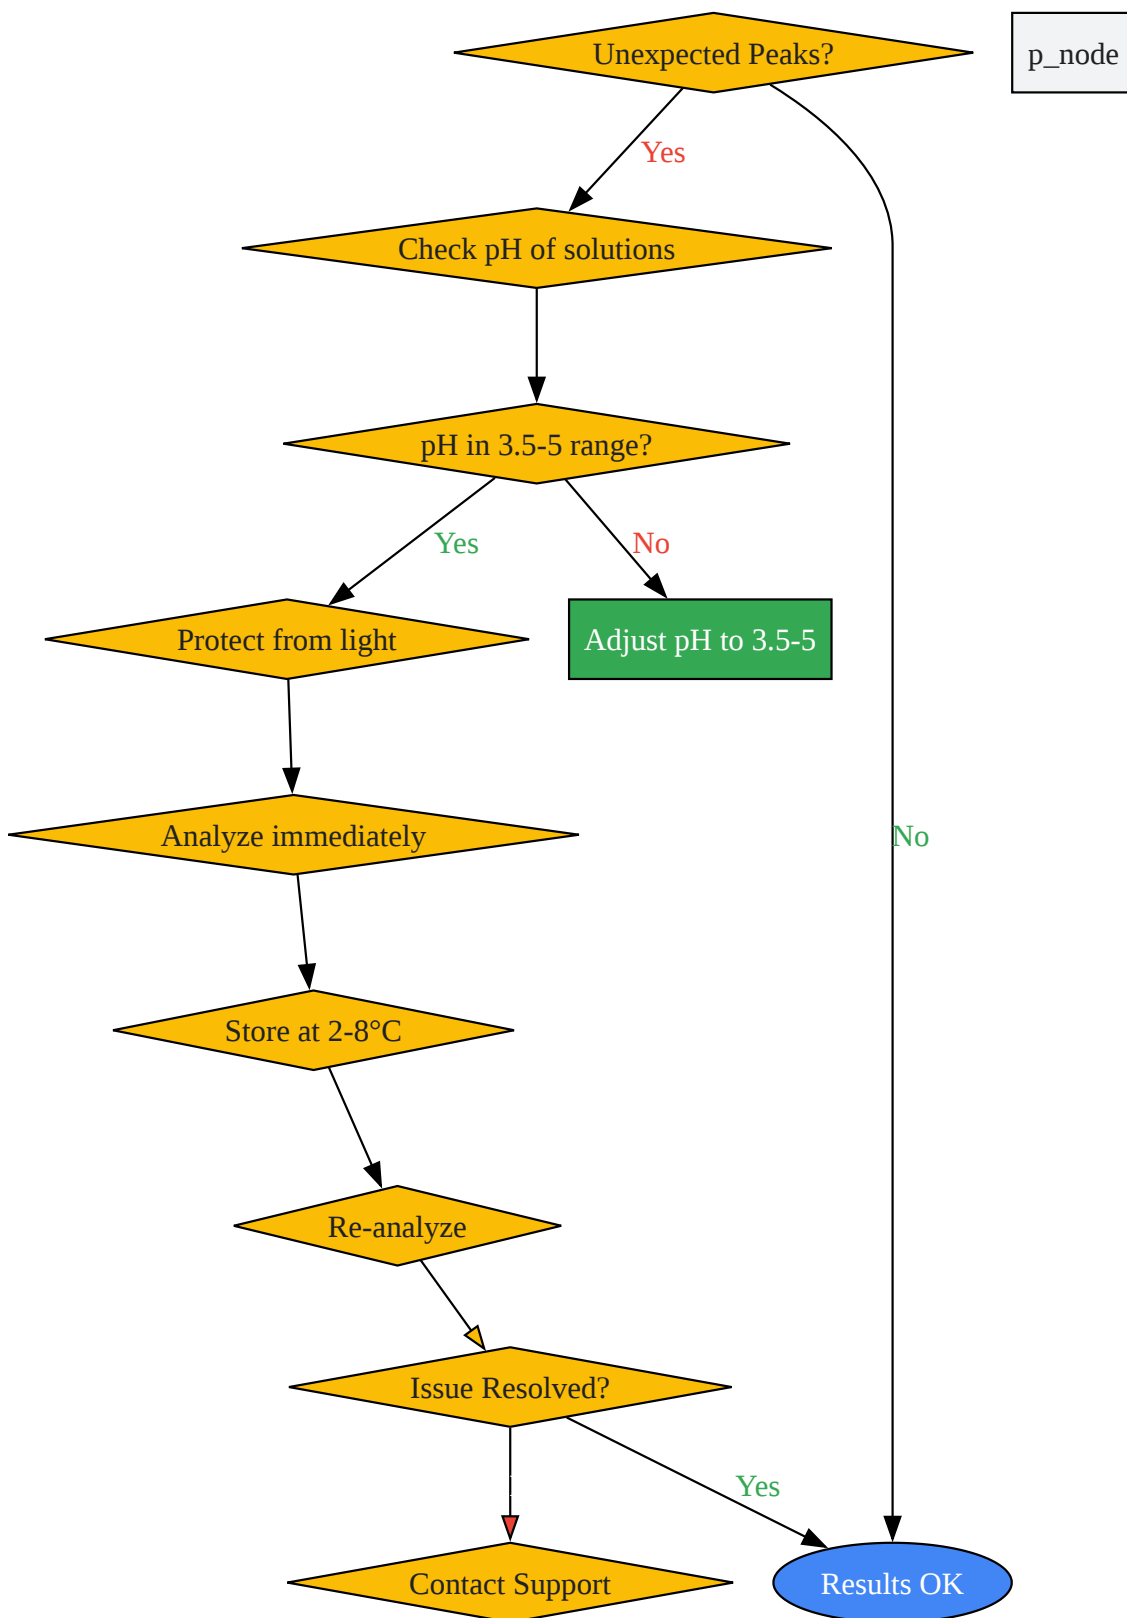 Unexpected Peaks?
p_node
Yes
Check pH of solutions
pH in 3.5-5 range?
Yes
No
Protect from light
Adjust pH to 3.5-5
Analyze immediately
No
Store at 2-8°C
Re-analyze
Issue Resolved?
Yes
Contact Support
Results OK